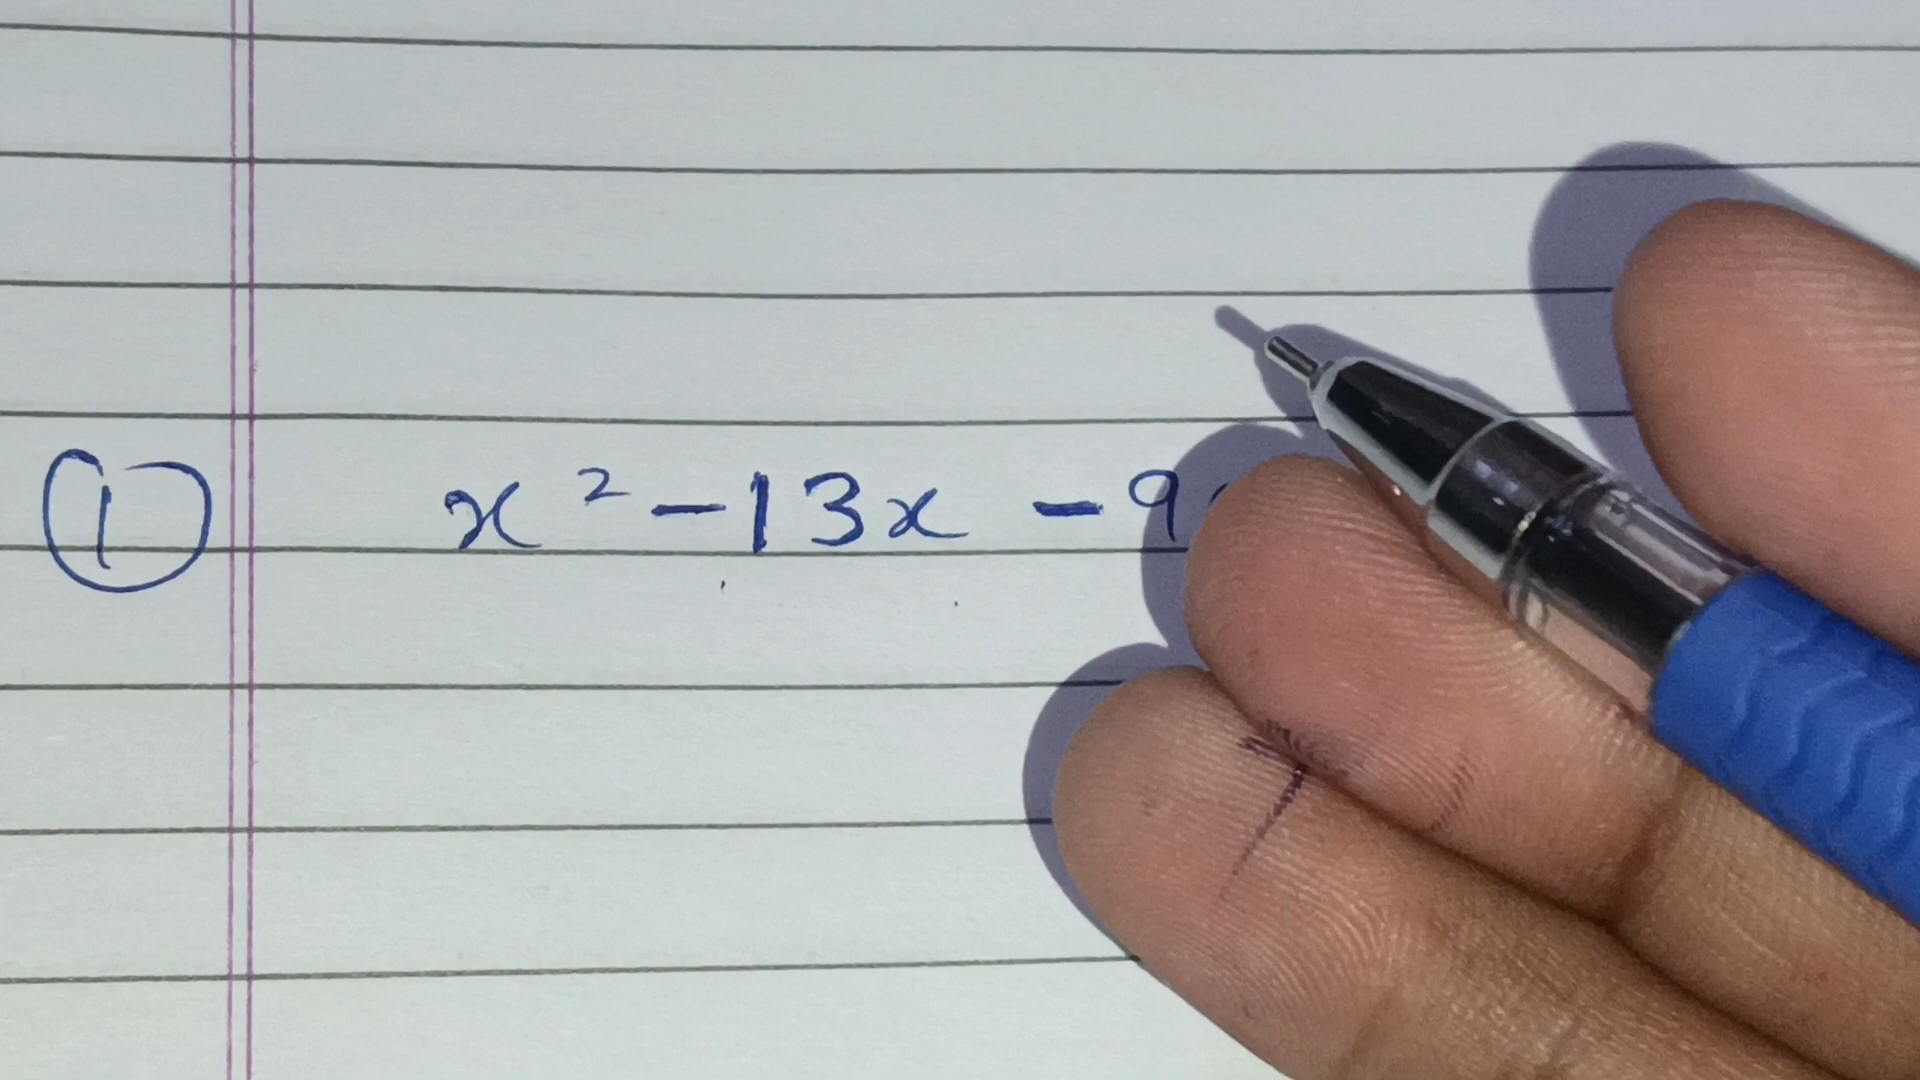 ① x² - 13x - 9